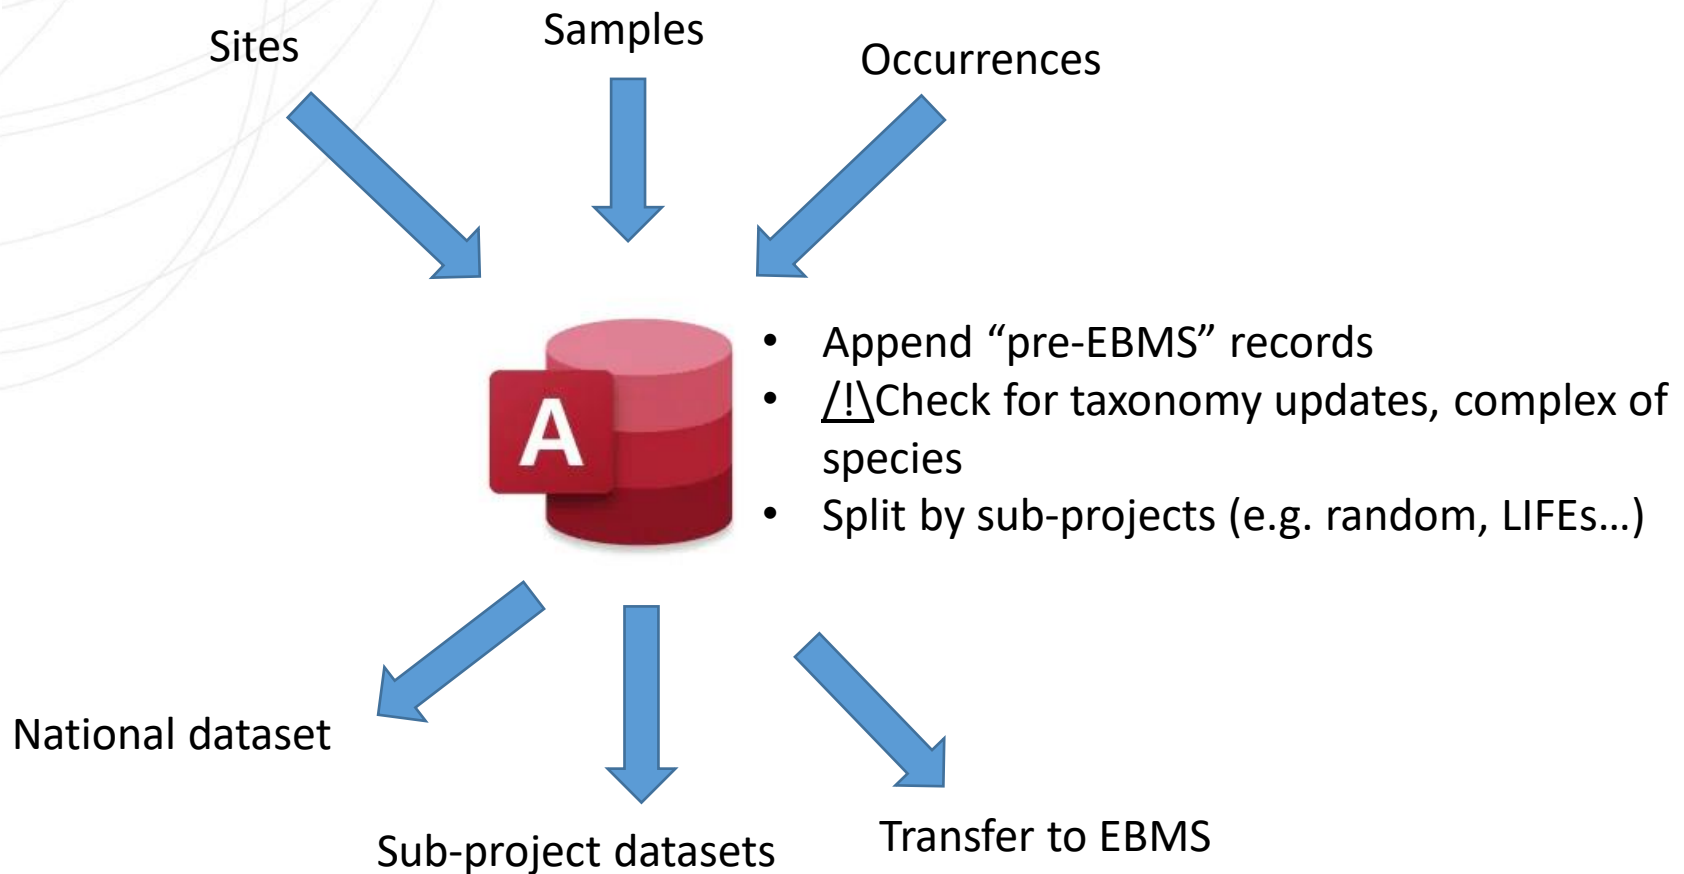 Sites
Samples
Occurrences
A
• Append “pre-EBMS” records
• /!\Check for taxonomy updates, complex of
species
• Split by sub-projects (e.g. random, LIFEs…)
National dataset
Sub-project datasets
Transfer to EBMS